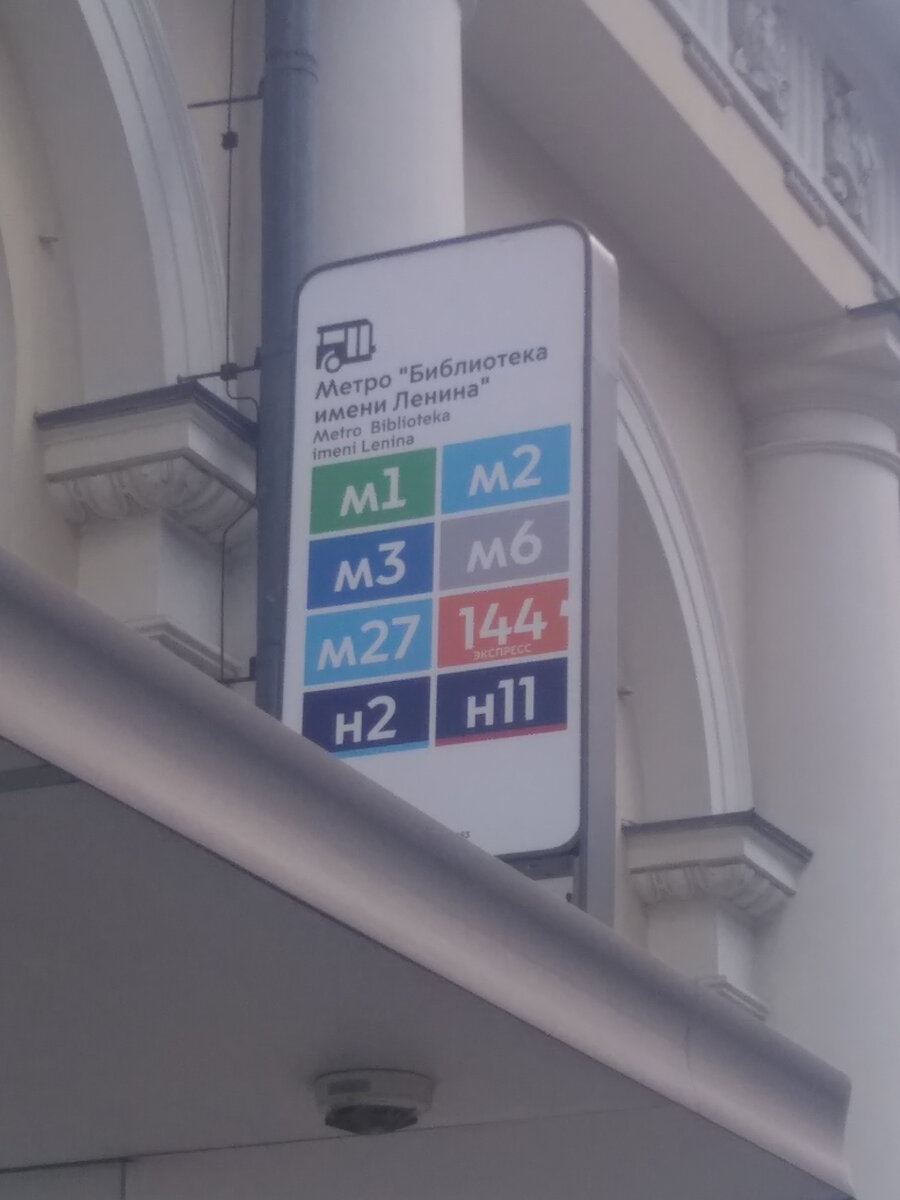 Метро "Библиотека
имени Ленина"
Metro Biblioteka
imeni Lenina
м1 м2
м3 м6
м27 144
ЭКСПРЕСС
н2 н11